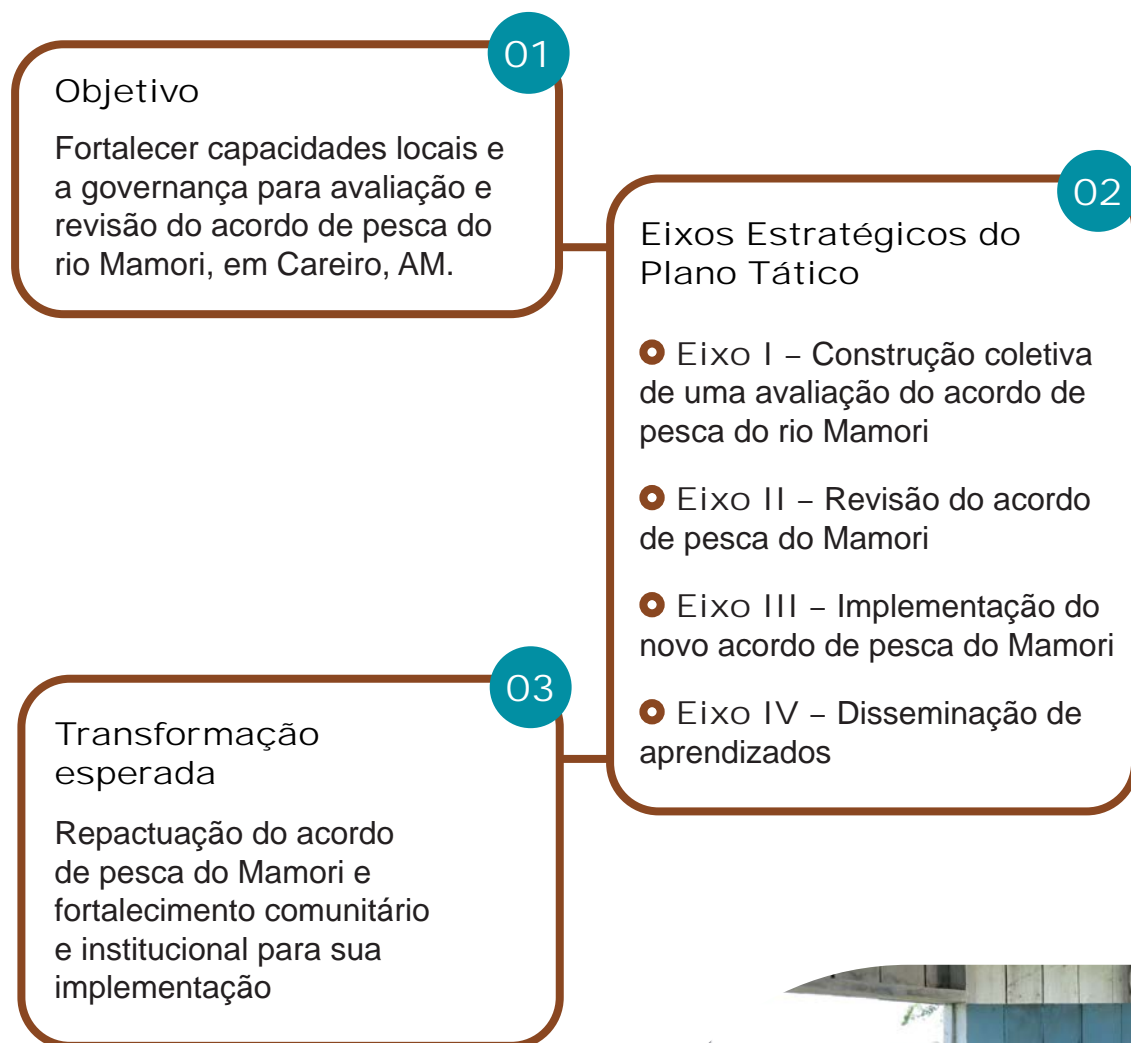 01
Objetivo
Fortalecer capacidades locais e
a governança para avaliação e
revisão do acordo de pesca do
rio Mamori, em Careiro, AM.
02
Eixos Estratégicos do
Plano Tático
Eixo I – Construção coletiva
de uma avaliação do acordo de
pesca do rio Mamori
Eixo II – Revisão do acordo
de pesca do Mamori
Eixo III – Implementação do
novo acordo de pesca do Mamori
Eixo IV – Disseminação de
aprendizados
03
Transformação
esperada
Repactuação do acordo
de pesca do Mamori e
fortalecimento comunitário
e institucional para sua
implementação